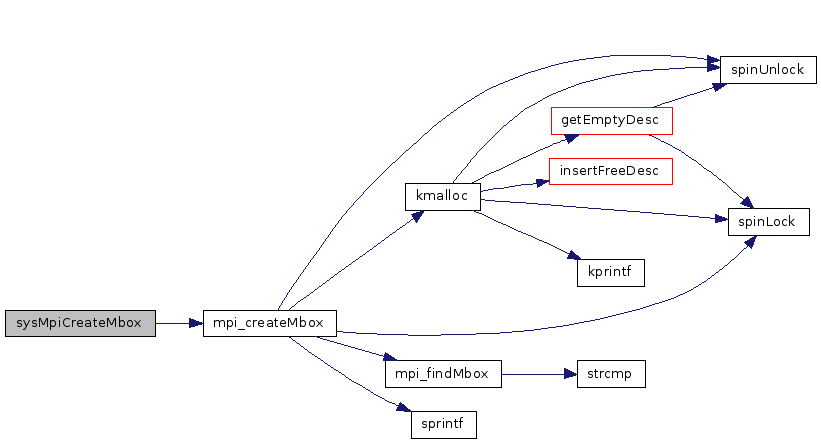 spinUnlock
getEmptyDesc
insertFreeDesc
kmalloc
spinLock
kprintf
sysMpiCreateMbox
mpi_createMbox
mpi_findMbox
strcmp
sprintf